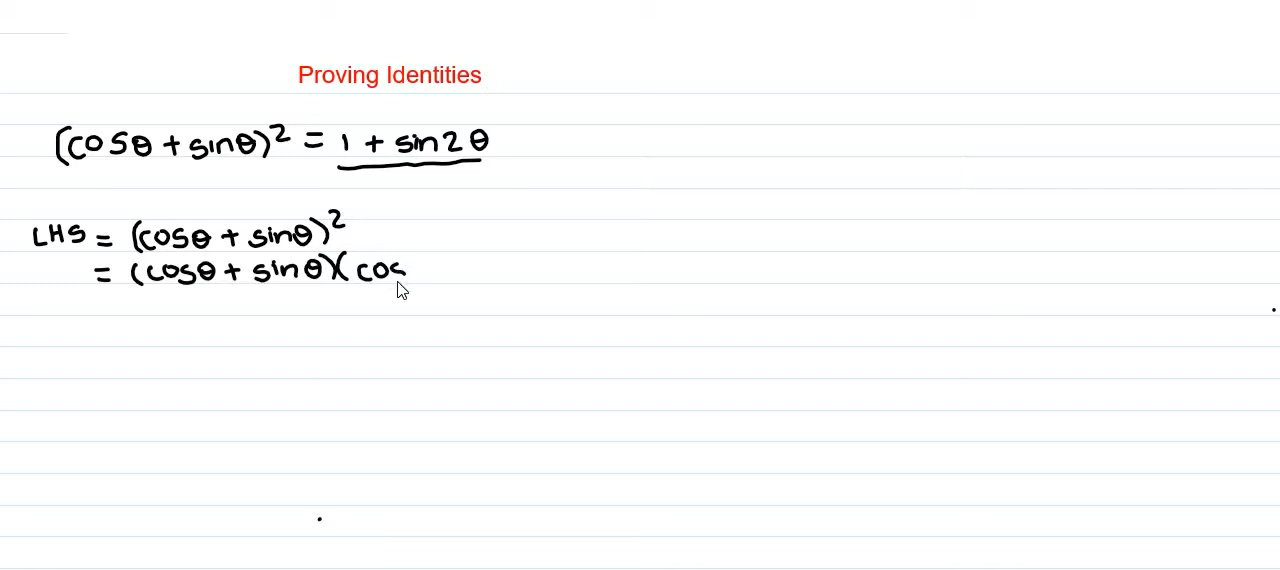 Proving Identities
(cosθ + sinθ)² = 1 + sin2θ
LHS = (cosθ + sinθ)²
= (cosθ + sinθ)(cos